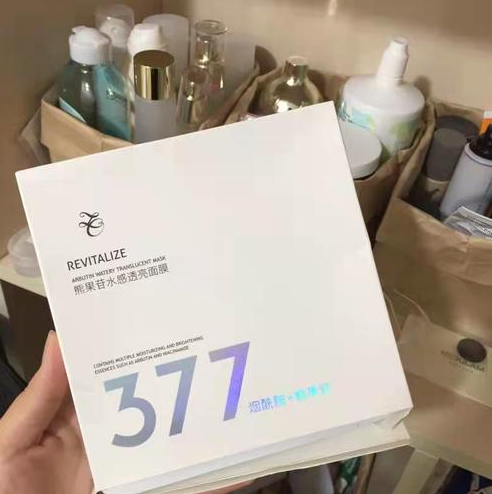 REVITALIZE
ARBUTIN WATERY TRANSLUCENT MASK
熊果苷水感透亮面膜
CONTAINS MULTIPLE MOISTURIZING AND BRIGHTENING
ESSENCES SUCH AS ARBUTIN AND NIACINAMIDE
377
烟酰胺·熊果苷